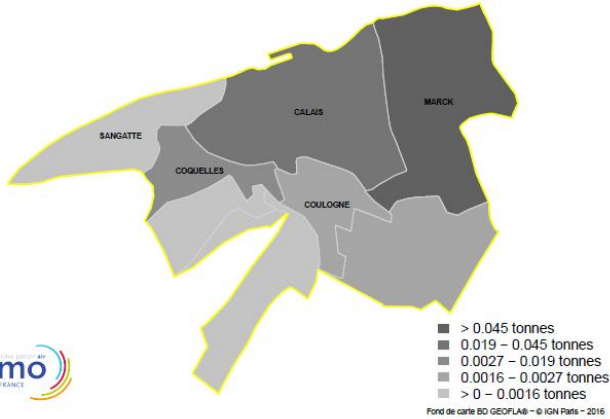 CALAIS
MARCK
SANGATTE
COQUELLES
COULOGNE
> 0.045 tonnes
0.019 – 0.045 tonnes
0.0027 – 0.019 tonnes
0.0016 – 0.0027 tonnes
> 0 – 0.0016 tonnes
mo
FRANCE
Fond de carte BD GEOFLA® - © IGN Paris - 2016